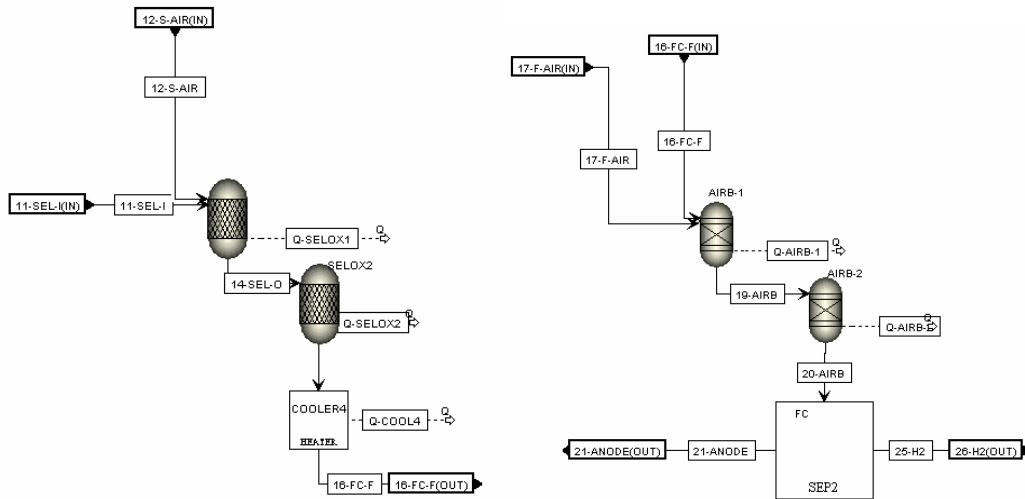 12-S-AIR(IN)
12-S-AIR
11-SEL-I(IN)
11-SEL-I
Q-SELOX1
Q
14-SEL-O
SELOX2
Q-SELOX2
Q
COOLER4
HEATER
Q-COOL4
Q
16-FC-F
16-FC-F(OUT)
16-FC-F(IN)
17-F-AIR(IN)
16-FC-F
17-F-AIR
AIRB-1
Q-AIRB-1
Q
AIRB-2
19-AIRB
Q
20-AIRB
FC
SEP2
21-ANODE(OUT)
21-ANODE
25-H2
26-H2(OUT)